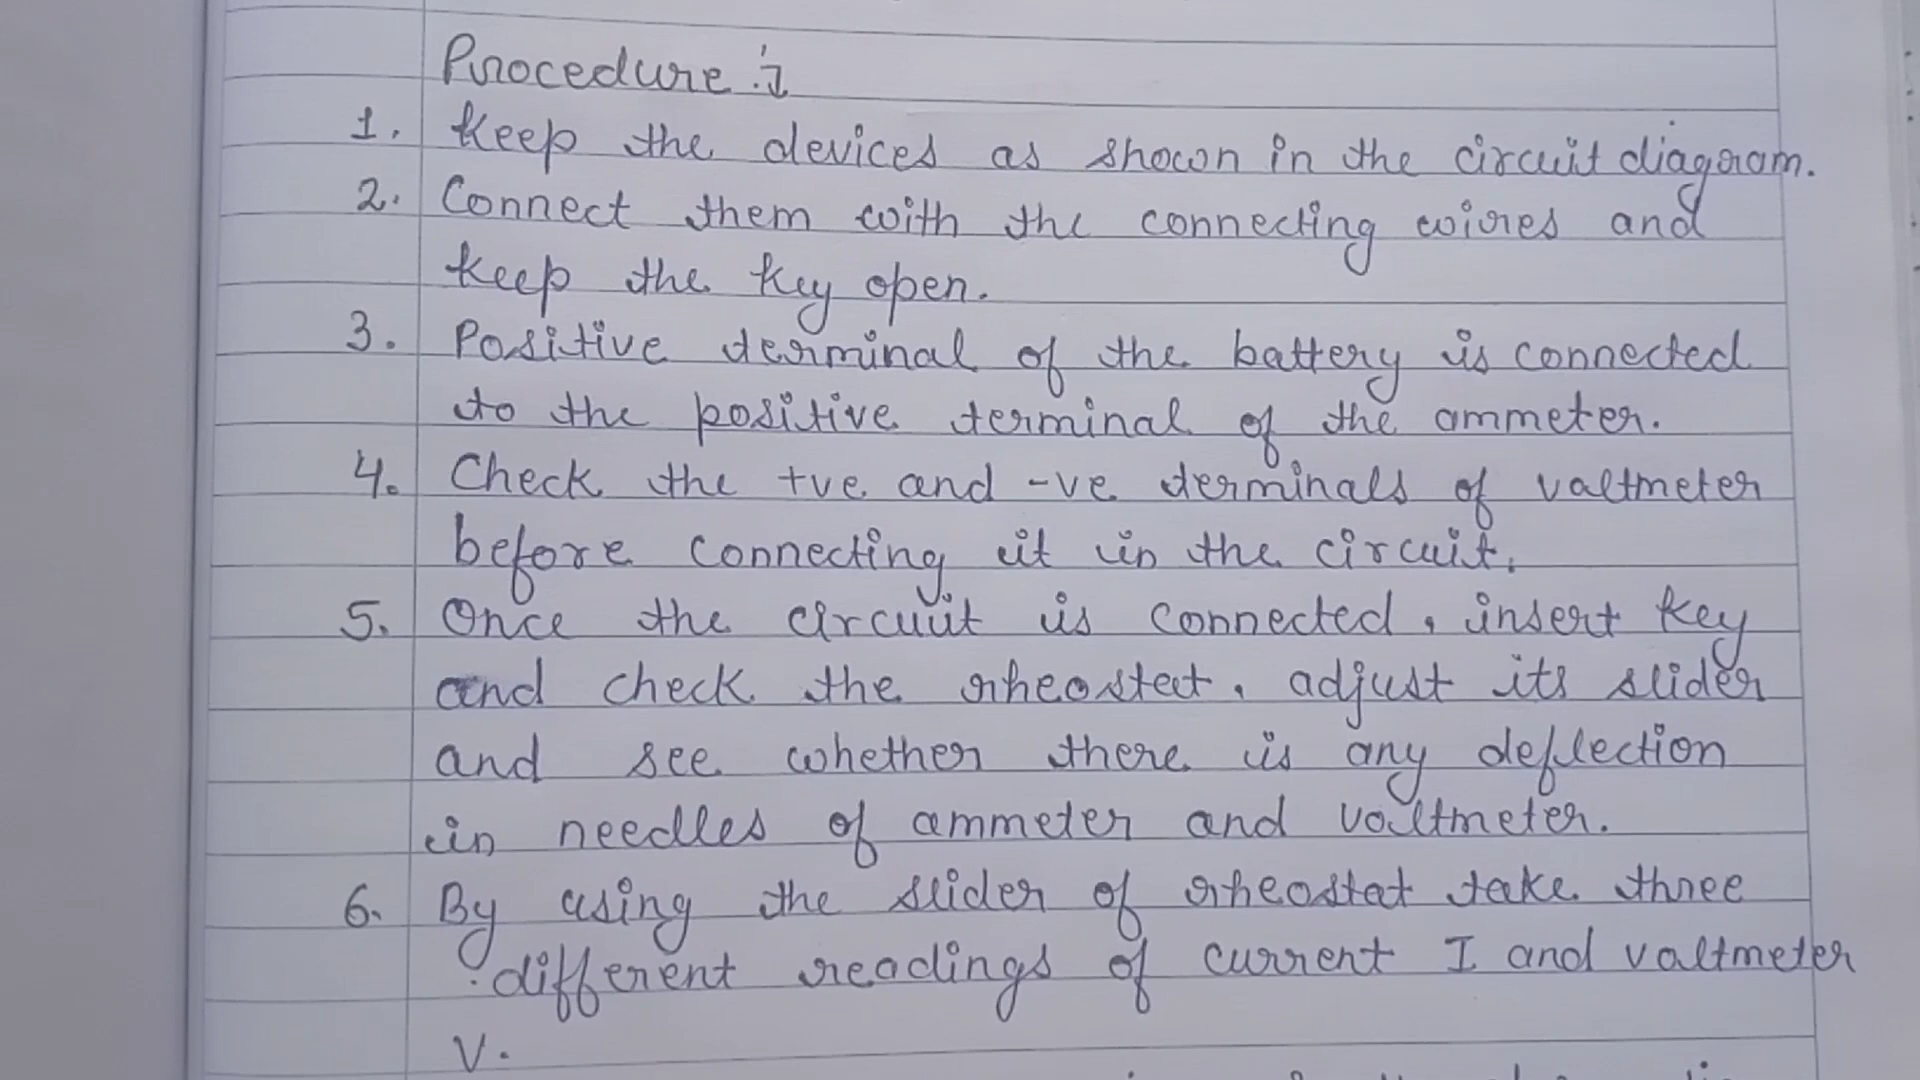 Procedure :-
1. Keep the devices as shown in the circuit diagram.
2. Connect them with the connecting wires and
keep the key open.
3. Positive terminal of the battery is connected
to the positive terminal of the ammeter.
4. Check the +ve and -ve terminals of valtmeter
before connecting it in the circuit.
5. Once the circuit is connected, insert key
and check the rheostat, adjust its slider
and see whether there is any deflection
in needles of ammeter and voltmeter.
6. By using the slider of rheostat take three
different readings of current I and valtmeter
V.